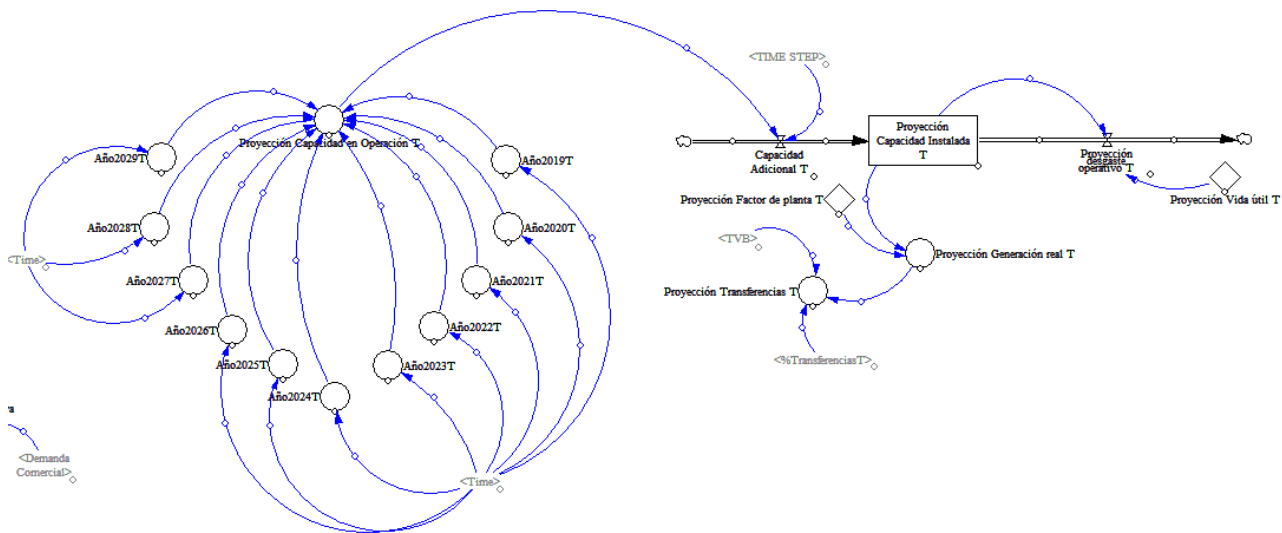 <TIME STEP>
Proyección
Capacidad Instalada
T
Proyección Capacidad en Operación T
Año2029T
Año2019T
Capacidad
Adicional T
Proyección
desgaste
operativo T
Proyección Factor de planta T
Proyección Vida útil T
Año2028T
Año2020T
<TVB>
<Time>
Proyección Generación real T
Año2027T
Año2021T
Proyección Transferencias T
Año2026T
Año2022T
<%TransferenciasT>
Año2025T
Año2023T
Año2024T
<Demanda
Comercial>
<Time>